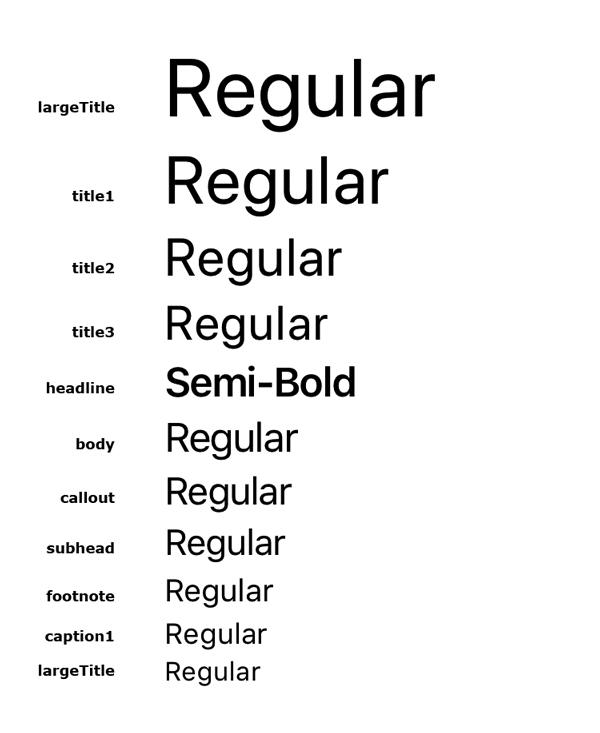 largeTitle Regular
title1 Regular
title2 Regular
title3 Regular
headline Semi-Bold
body Regular
callout Regular
subhead Regular
footnote Regular
caption1 Regular
largeTitle Regular